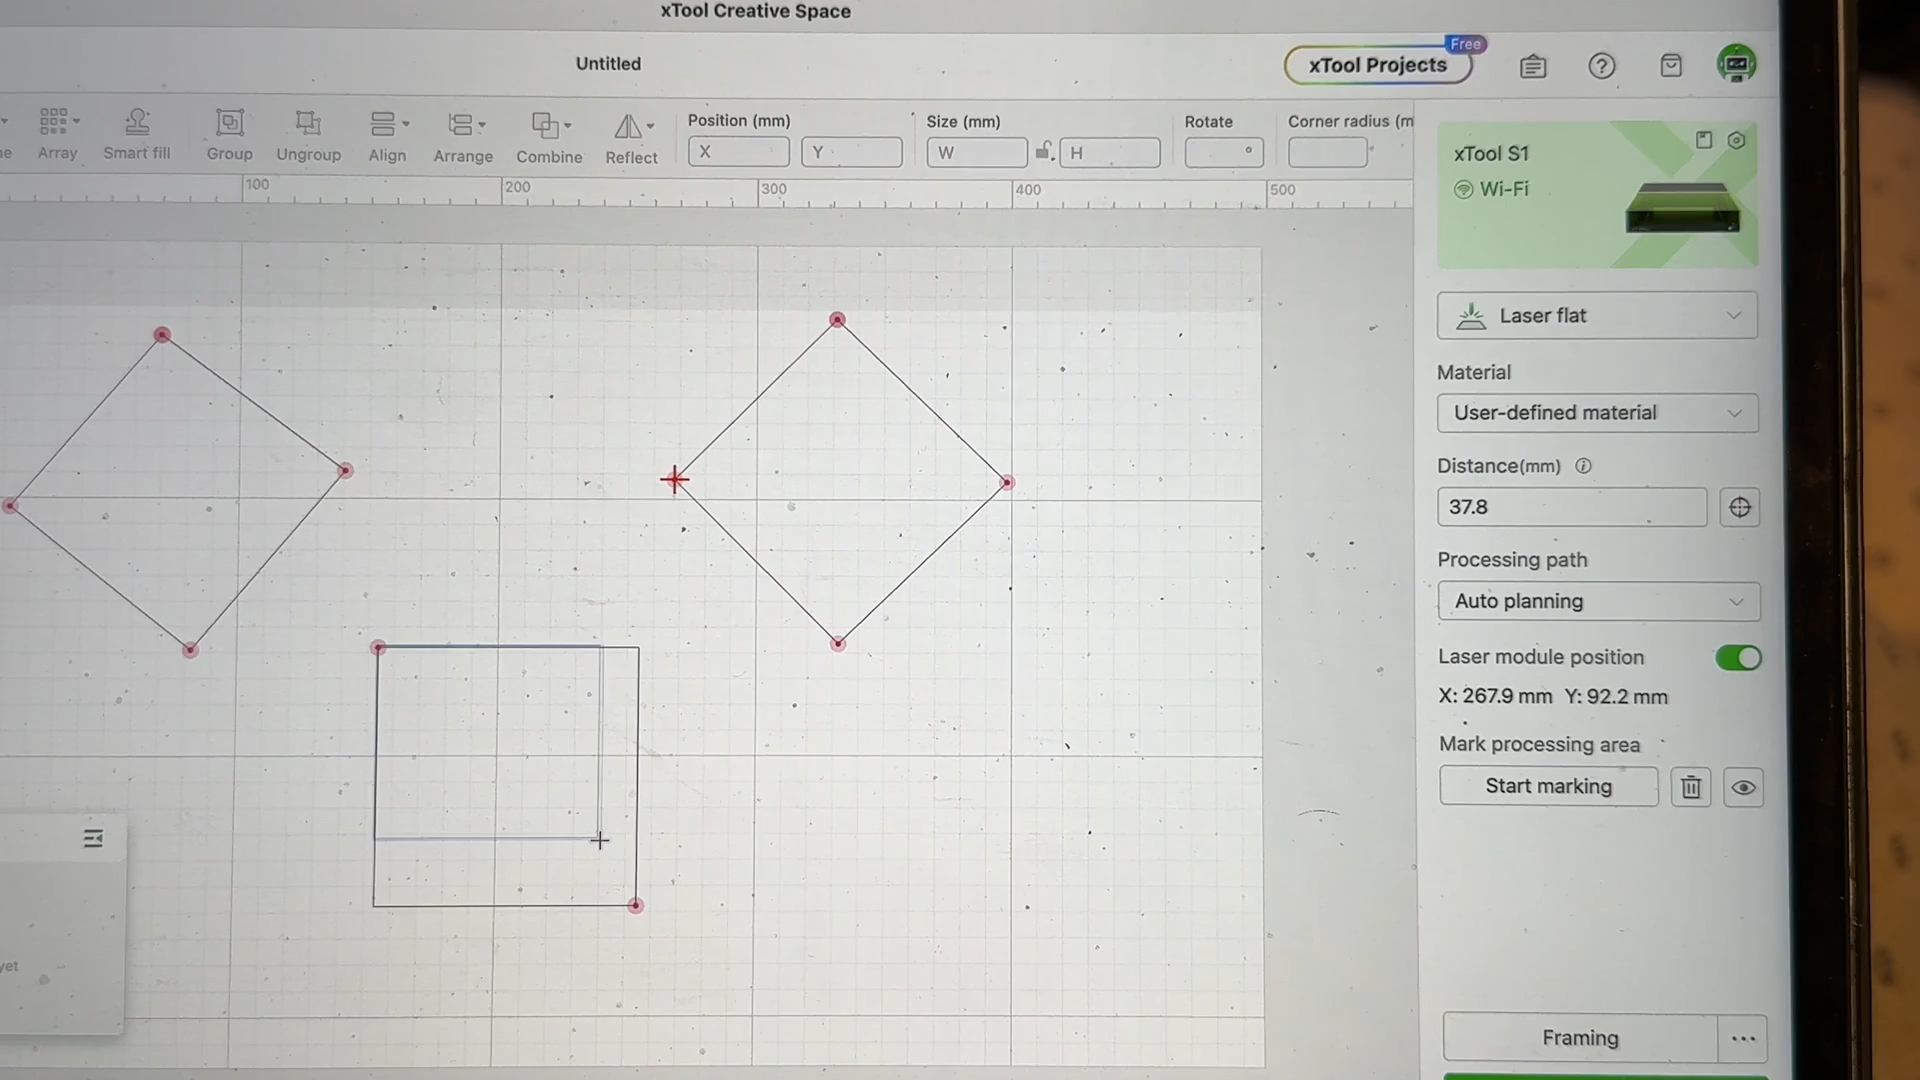 xTool Creative Space
Untitled
Free
xTool Projects
Array
Smart fill
Group
Ungroup
Align
Arrange
Combine
Reflect
Position (mm)
X
Y
Size (mm)
W
H
Rotate
°
Corner radius (m
100
200
300
400
500
xTool S1
Wi-Fi
Laser flat
Material
User-defined material
Distance(mm)
37.8
Processing path
Auto planning
Laser module position
X: 267.9 mm Y: 92.2 mm
Mark processing area
Start marking
yet
Framing